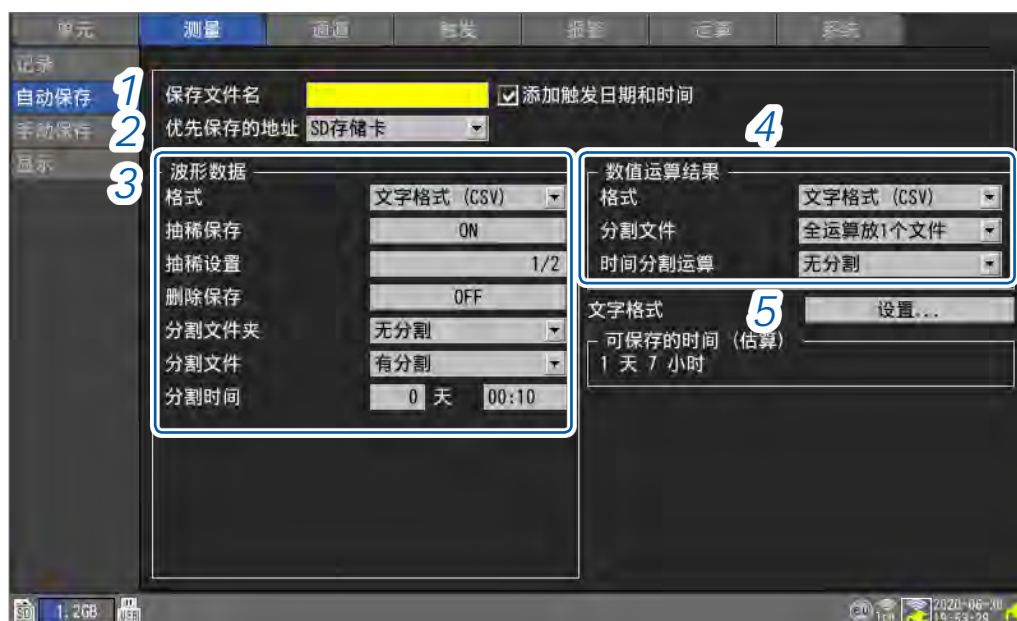 单元 测量 通道 触发 报警 运算 系统
记录
自动保存
手动保存
显示
1
2
3
4
5
保存文件名 添加触发日期和时间
优先保存的地址 SD存储卡
波形数据
格式 文字格式 (CSV)
抽稀保存 ON
抽稀设置 1/2
删除保存 OFF
分割文件夹 无分割
分割文件 有分割
分割时间 0 天 00:10
数值运算结果
格式 文字格式 (CSV)
分割文件 全运算放1个文件
时间分割运算 无分割
文字格式 设置...
可保存的时间 (估算)
1 天 7 小时
SD 1.2GB USB